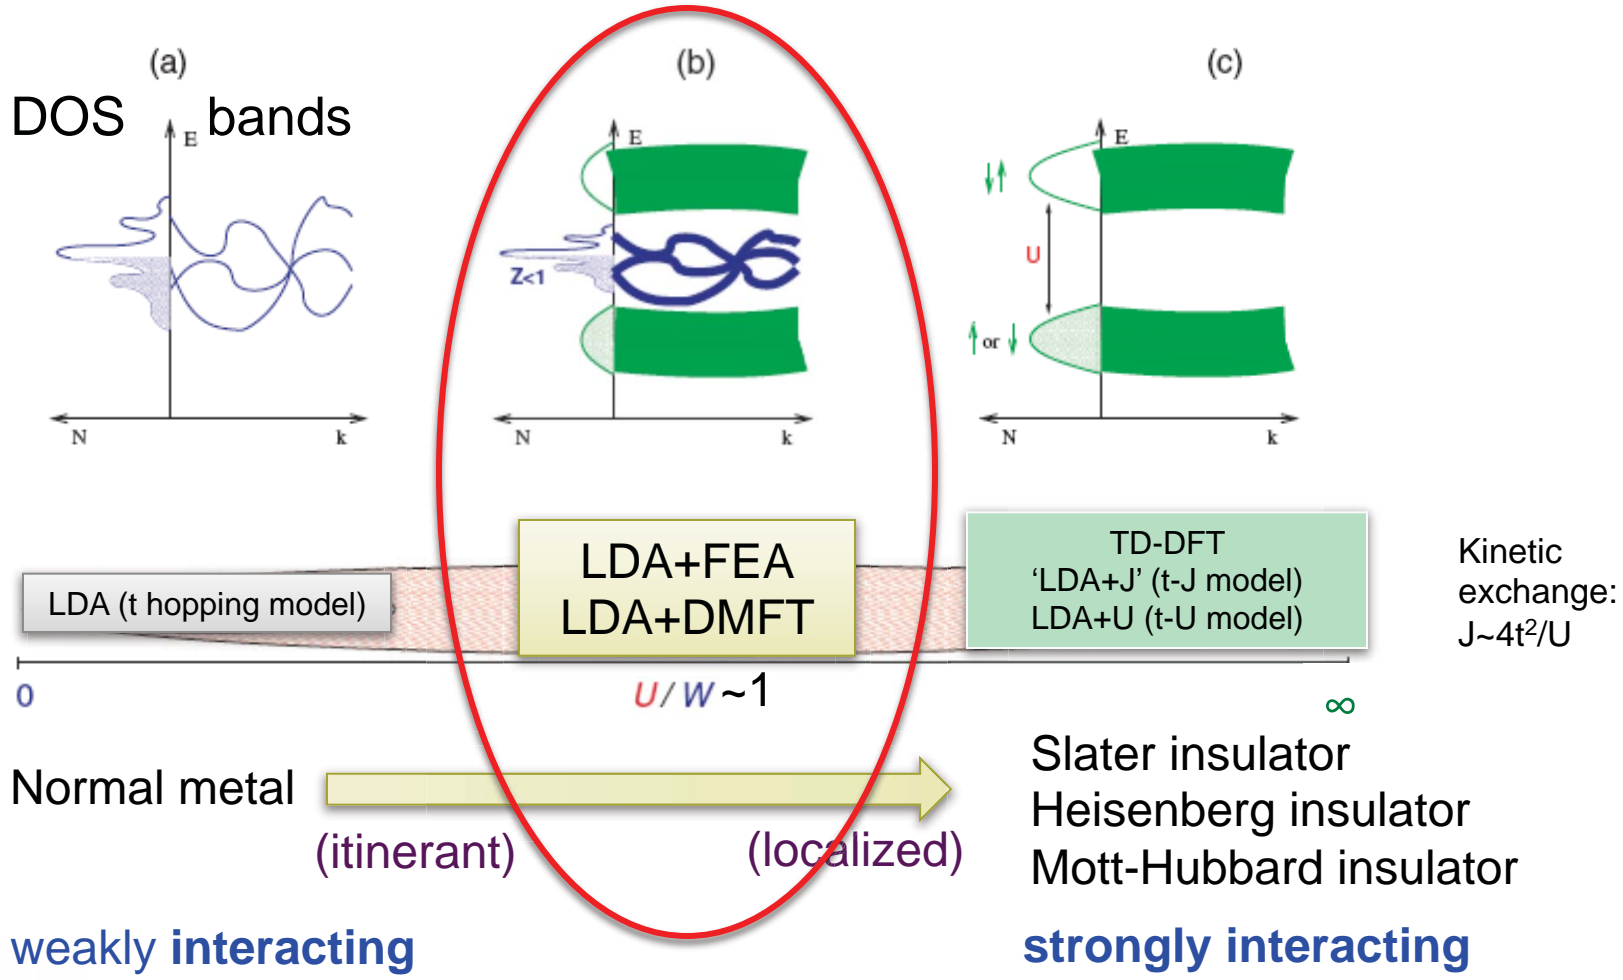 (a)
(b)
(c)
DOS
bands
E
E
E
Z<1
U
↓↑
↑ or ↓
N
k
N
k
N
k
LDA (t hopping model)
LDA+FEA
LDA+DMFT
TD-DFT
‘LDA+J’ (t-J model)
LDA+U (t-U model)
Kinetic
exchange:
J~4t²/U
0
U/W ~1
∞
Normal metal
(itinerant)
(localized)
Slater insulator
Heisenberg insulator
Mott-Hubbard insulator
weakly interacting
strongly interacting